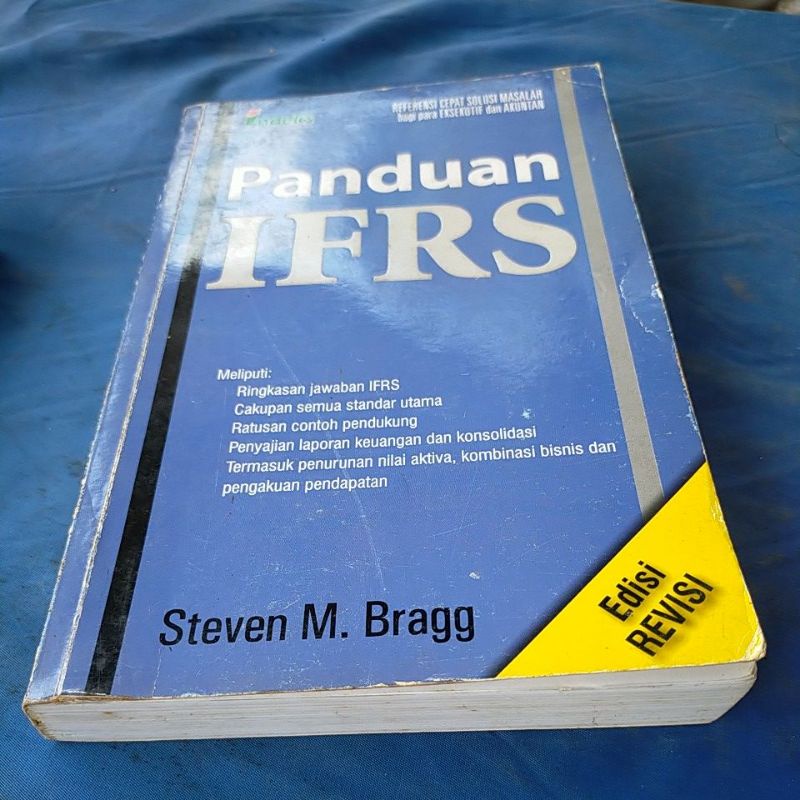 REFERENSI CEPAT SOLUSI MASALAH
bagi para EKSEKUTIF dan AKUNTAN
Panduan
IFRS
Meliputi:
Ringkasan jawaban IFRS
Cakupan semua standar utama
Ratusan contoh pendukung
Penyajian laporan keuangan dan konsolidasi
Termasuk penurunan nilai aktiva, kombinasi bisnis dan
pengakuan pendapatan
Steven M. Bragg
Edisi
REVISI